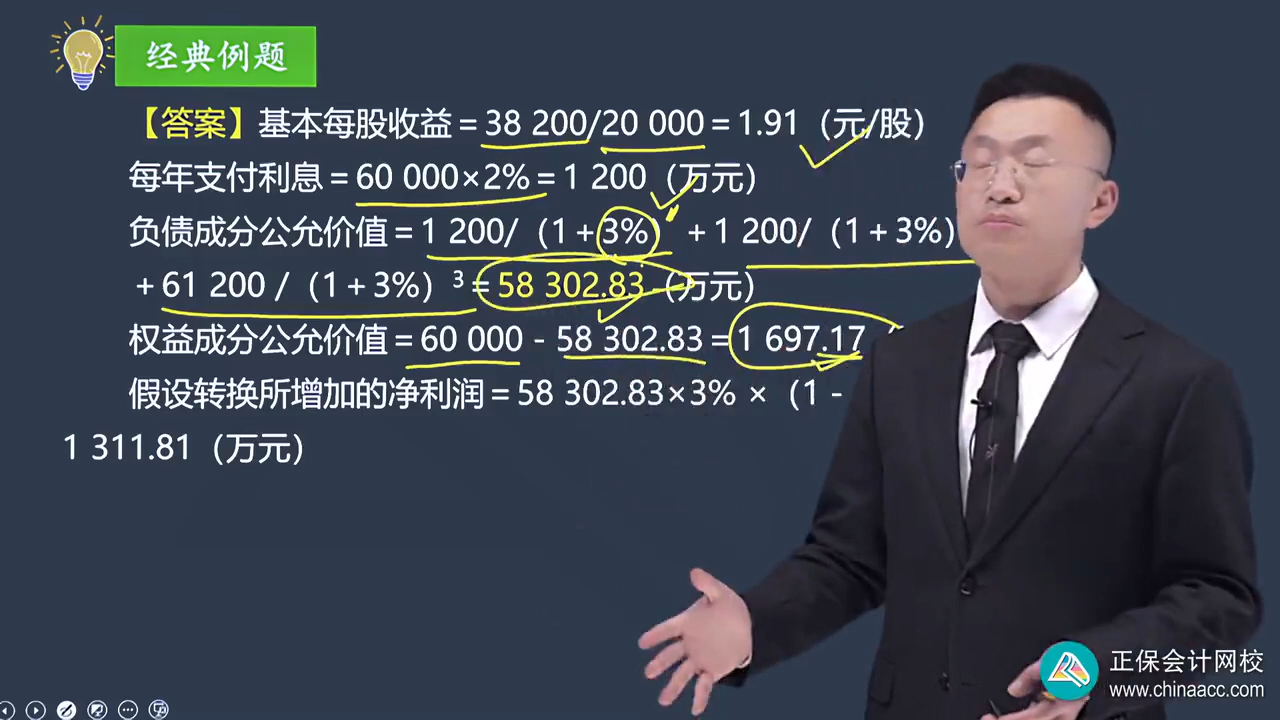 经典例题
【答案】基本每股收益＝38 200/20 000＝1.91（元/股）
每年支付利息＝60 000×2%＝1 200（万元）
负债成分公允价值＝1 200/（1＋3%） ＋1 200/（1＋3%）
＋61 200 /（1＋3%）³＝58 302.83（万元）
权益成分公允价值＝60 000－58 302.83＝1 697.17
假设转换所增加的净利润＝58 302.83×3% ×（1－
1 311.81（万元）
正保会计网校
www.chinaacc.com